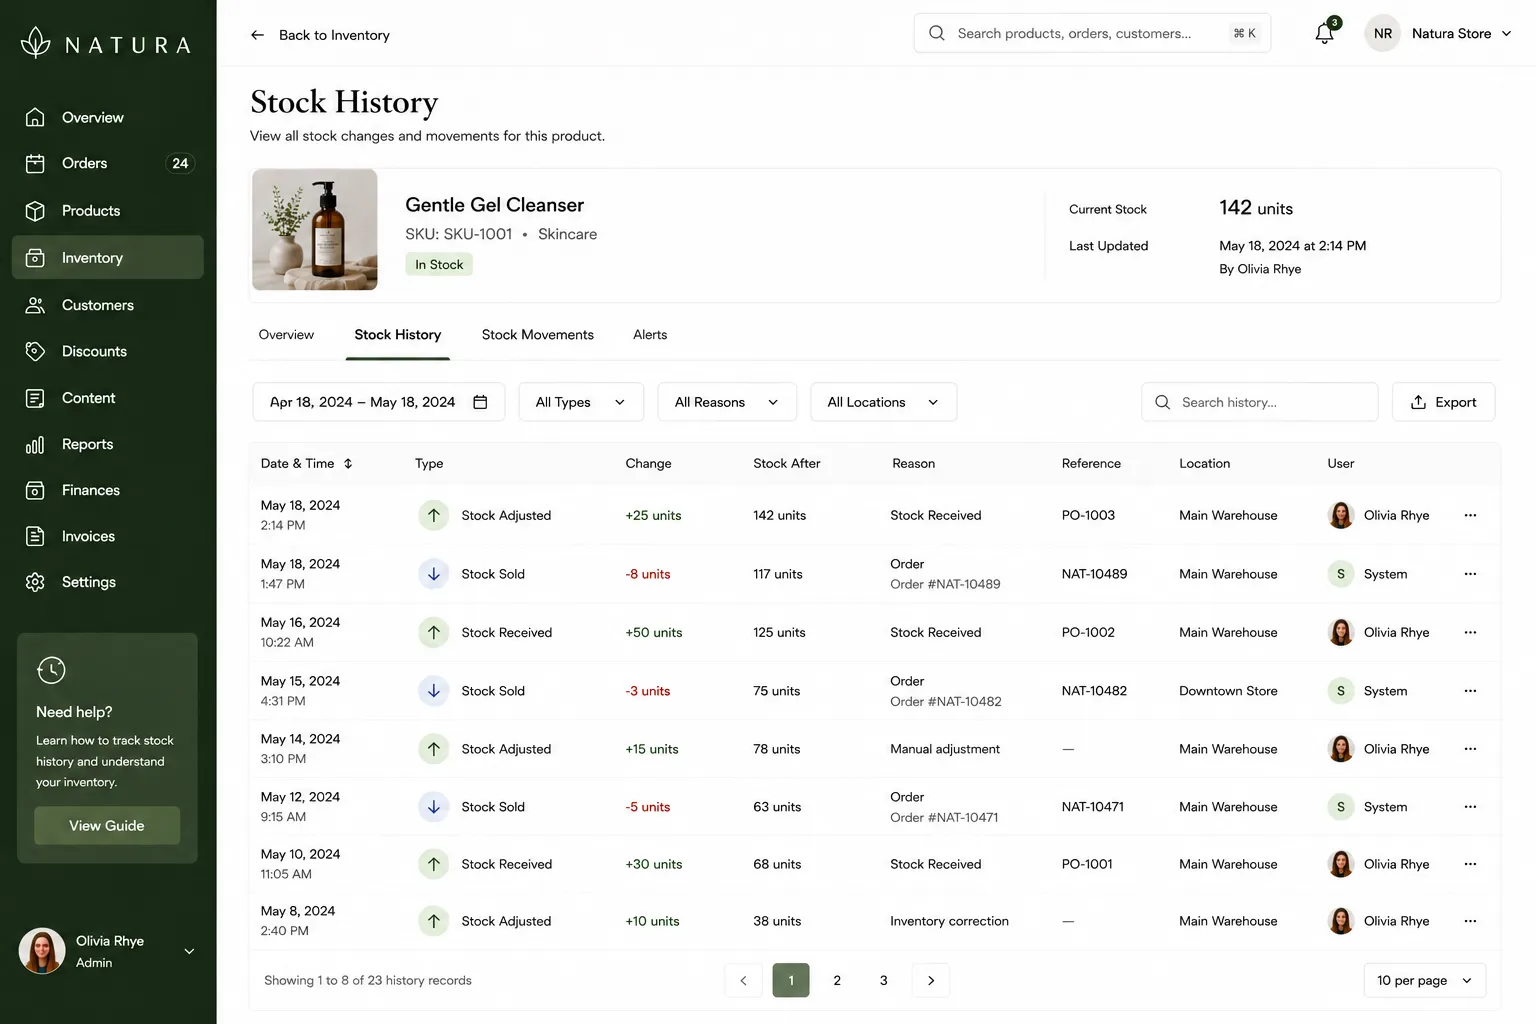 NATURA
Overview
Orders 24
Products
Inventory
Customers
Discounts
Content
Reports
Finances
Invoices
Settings
Need help?
Learn how to track stock
history and understand
your inventory.
View Guide
Olivia Rhye
Admin
Back to Inventory
Search products, orders, customers... ⌘ K
3
NR Natura Store
Stock History
View all stock changes and movements for this product.
Gentle Gel Cleanser
SKU: SKU-1001 • Skincare
In Stock
Current Stock 142 units
Last Updated May 18, 2024 at 2:14 PM
By Olivia Rhye
Overview Stock History Stock Movements Alerts
Apr 18, 2024 – May 18, 2024 All Types All Reasons All Locations Search history... Export
Date & Time Type Change Stock After Reason Reference Location User
May 18, 2024
2:14 PM
Stock Adjusted +25 units 142 units Stock Received PO-1003 Main Warehouse Olivia Rhye
May 18, 2024
1:47 PM
Stock Sold -8 units 117 units Order
Order #NAT-10489
NAT-10489 Main Warehouse S System
May 16, 2024
10:22 AM
Stock Received +50 units 125 units Stock Received PO-1002 Main Warehouse Olivia Rhye
May 15, 2024
4:31 PM
Stock Sold -3 units 75 units Order
Order #NAT-10482
NAT-10482 Downtown Store S System
May 14, 2024
3:10 PM
Stock Adjusted +15 units 78 units Manual adjustment — Main Warehouse Olivia Rhye
May 12, 2024
9:15 AM
Stock Sold -5 units 63 units Order
Order #NAT-10471
NAT-10471 Main Warehouse S System
May 10, 2024
11:05 AM
Stock Received +30 units 68 units Stock Received PO-1001 Main Warehouse Olivia Rhye
May 8, 2024
2:40 PM
Stock Adjusted +10 units 38 units Inventory correction — Main Warehouse Olivia Rhye
Showing 1 to 8 of 23 history records
1 2 3
10 per page